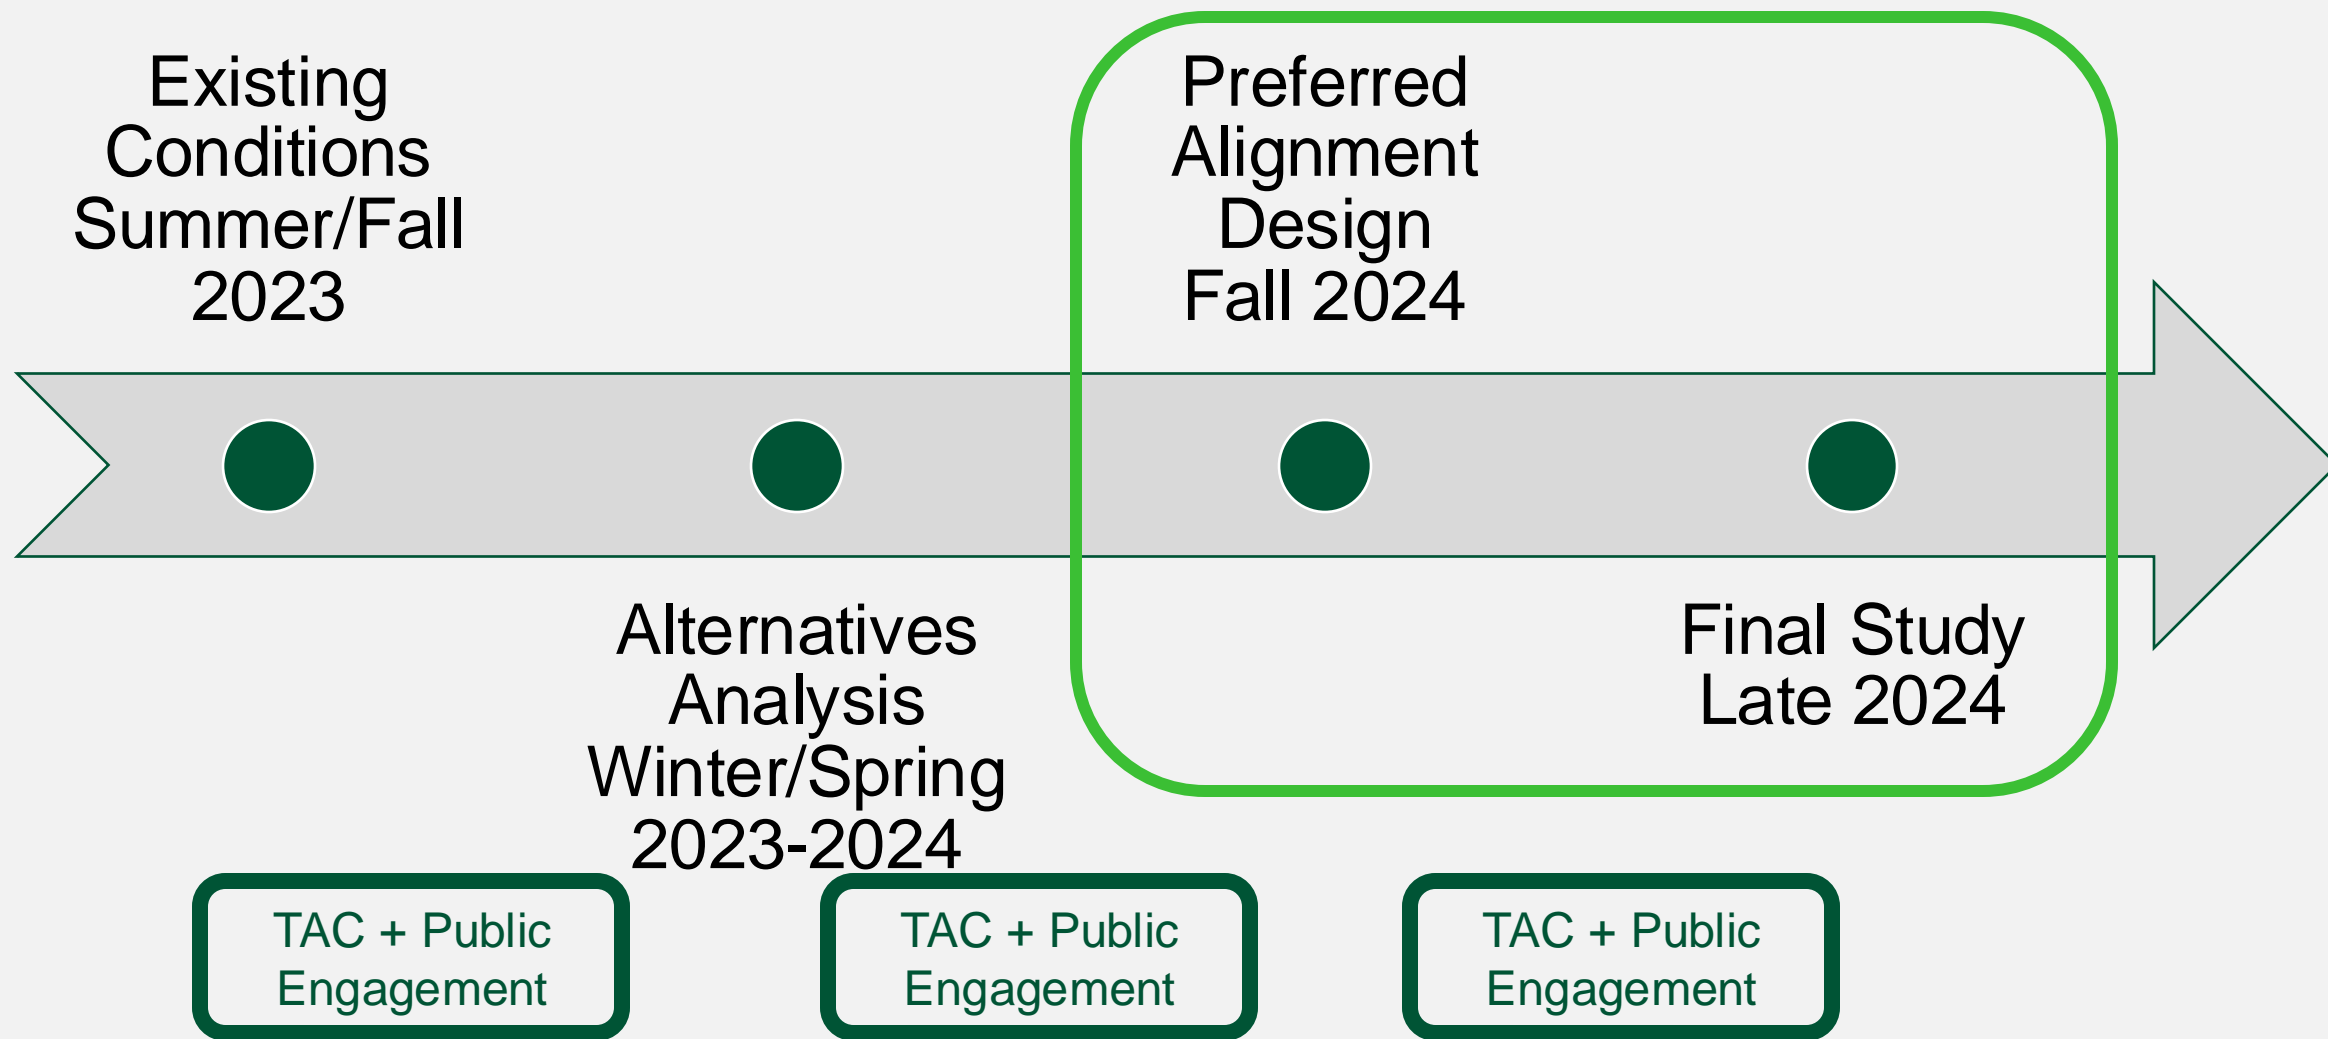 Existing
Conditions
Summer/Fall
2023
Preferred
Alignment
Design
Fall 2024
Alternatives
Analysis
Winter/Spring
2023-2024
Final Study
Late 2024
TAC + Public
Engagement
TAC + Public
Engagement
TAC + Public
Engagement